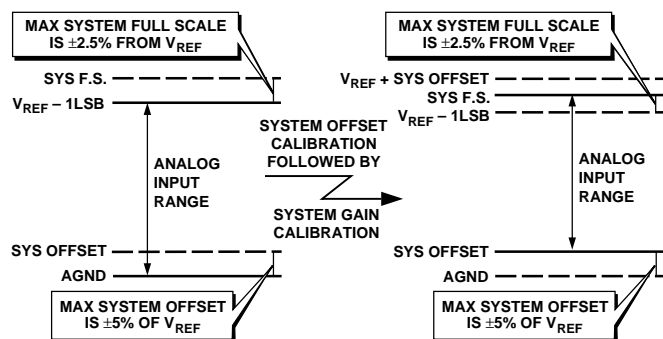 MAX SYSTEM FULL SCALE
IS ±2.5% FROM VREF
SYS F.S.
VREF – 1LSB
ANALOG
INPUT
RANGE
SYS OFFSET
AGND
MAX SYSTEM OFFSET
IS ±5% OF VREF
SYSTEM OFFSET
CALIBRATION
FOLLOWED BY
SYSTEM GAIN
CALIBRATION
MAX SYSTEM FULL SCALE
IS ±2.5% FROM VREF
VREF + SYS OFFSET
SYS F.S.
VREF – 1LSB
ANALOG
INPUT
RANGE
SYS OFFSET
AGND
MAX SYSTEM OFFSET
IS ±5% OF VREF